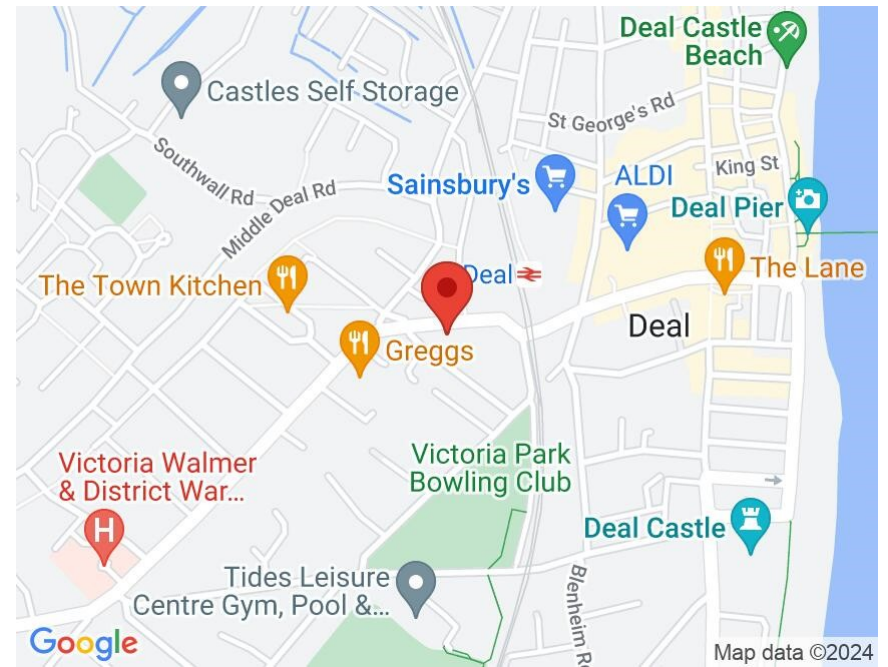 Deal Castle
Beach
Castles Self Storage
St George's Rd
Southwall Rd
Middle Deal Rd
Sainsbury's
ALDI
King St
Deal Pier
The Town Kitchen
Deal
The Lane
Greggs
Deal
Victoria Walmer
& District War...
H
Victoria Park
Bowling Club
Deal Castle
Tides Leisure
Centre Gym, Pool &...
Blenheim R
Google
Map data ©2024